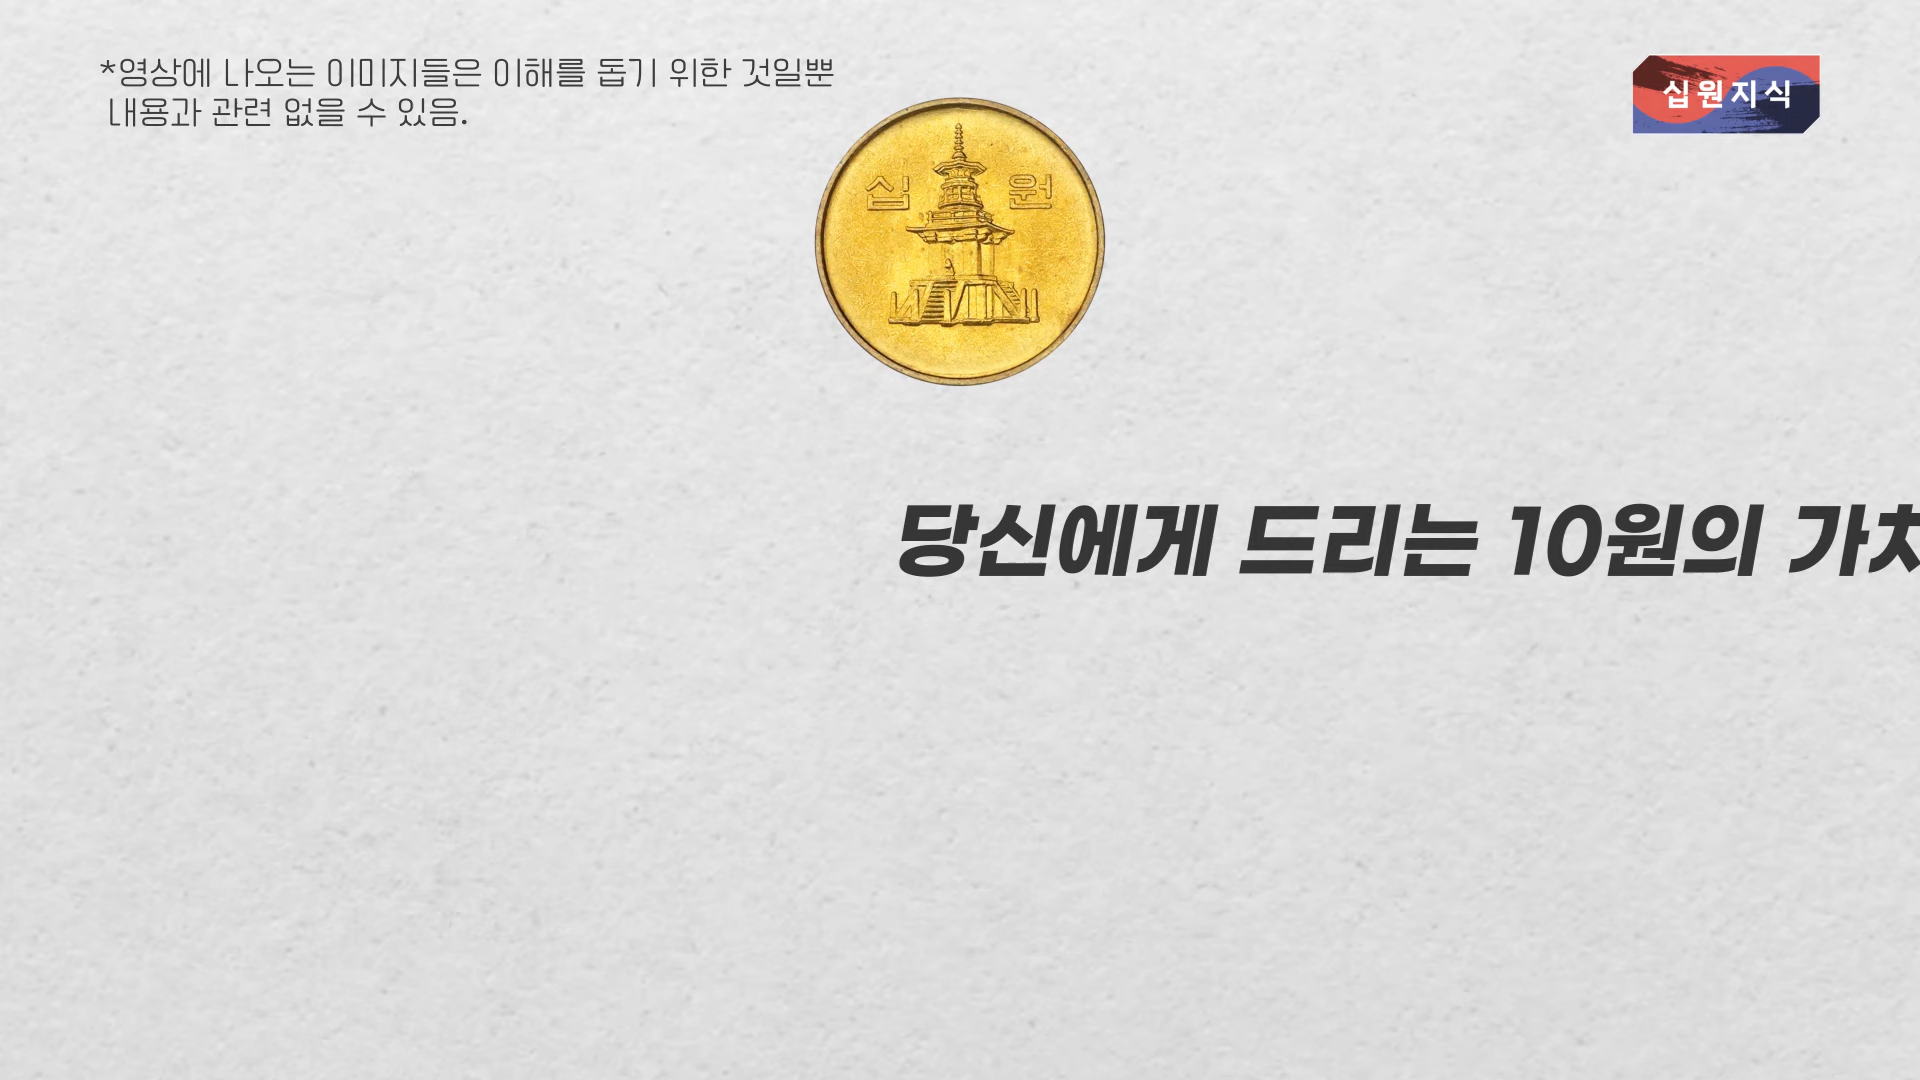 *영상에 나오는 이미지들은 이해를 돕기 위한 것일뿐
내용과 관련 없을 수 있음.
십원지식
십 원
당신에게 드리는 10원의 가치